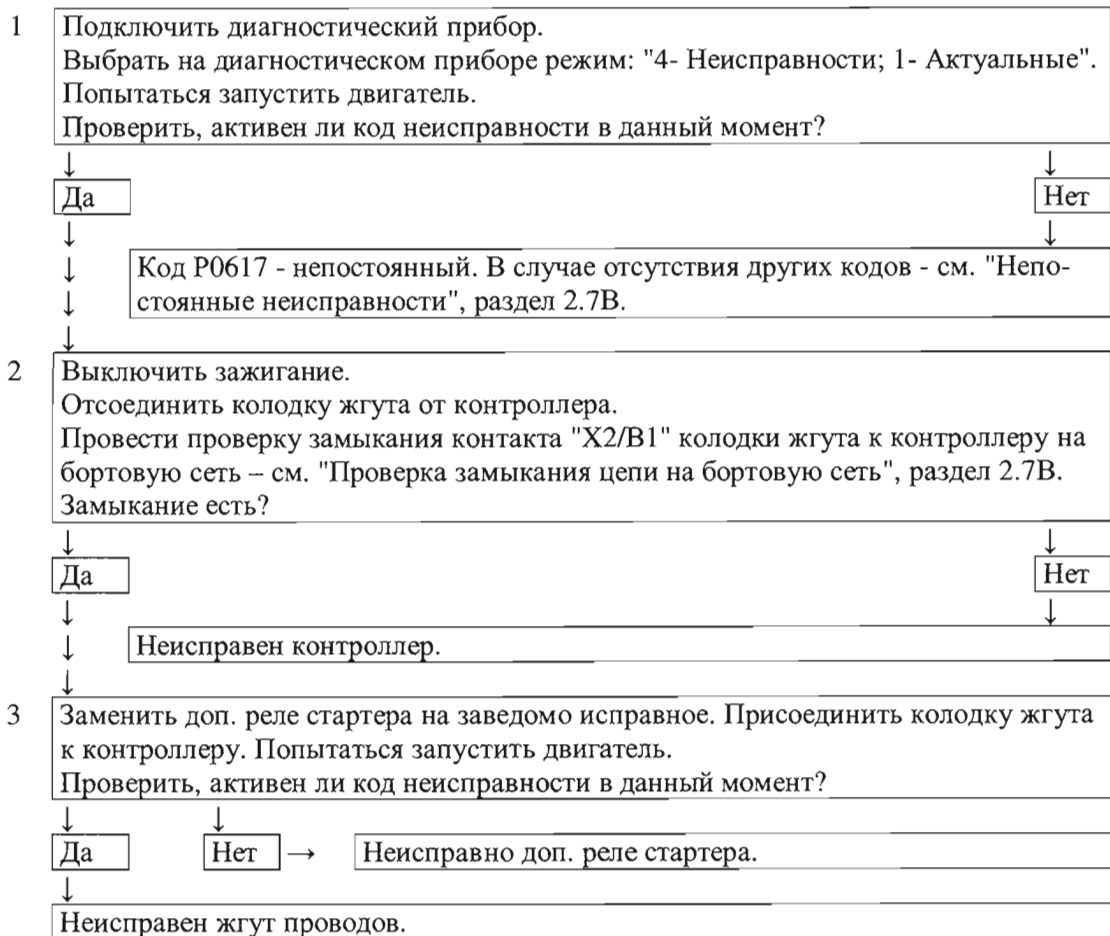 1 Подключить диагностический прибор.
Выбрать на диагностическом приборе режим: "4- Неисправности; 1- Актуальные".
Попытаться запустить двигатель.
Проверить, активен ли код неисправности в данный момент?
↓ ↓
Да Нет
↓ ↓
↓ Код P0617 - непостоянный. В случае отсутствия других кодов - см. "Непо-
↓ стоянные неисправности", раздел 2.7В.
↓
2 Выключить зажигание.
Отсоединить колодку жгута от контроллера.
Провести проверку замыкания контакта "X2/B1" колодки жгута к контроллеру на
бортовую сеть – см. "Проверка замыкания цепи на бортовую сеть", раздел 2.7В.
Замыкание есть?
↓ ↓
Да Нет
↓ ↓
↓ Неисправен контроллер.
↓
3 Заменить доп. реле стартера на заведомо исправное. Присоединить колодку жгута
к контроллеру. Попытаться запустить двигатель.
Проверить, активен ли код неисправности в данный момент?
↓ ↓
Да Нет → Неисправно доп. реле стартера.
↓
Неисправен жгут проводов.